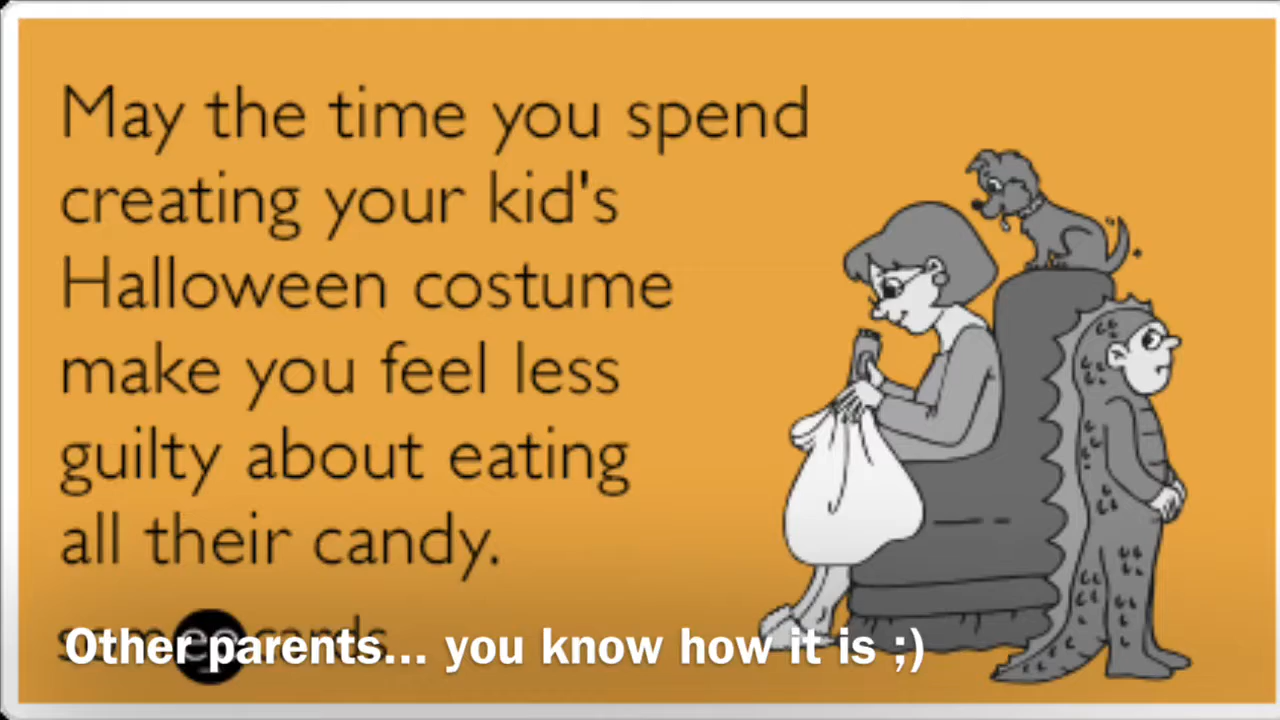 May the time you spend
creating your kid's
Halloween costume
make you feel less
guilty about eating
all their candy.
someecards
Other parents... you know how it is ;)